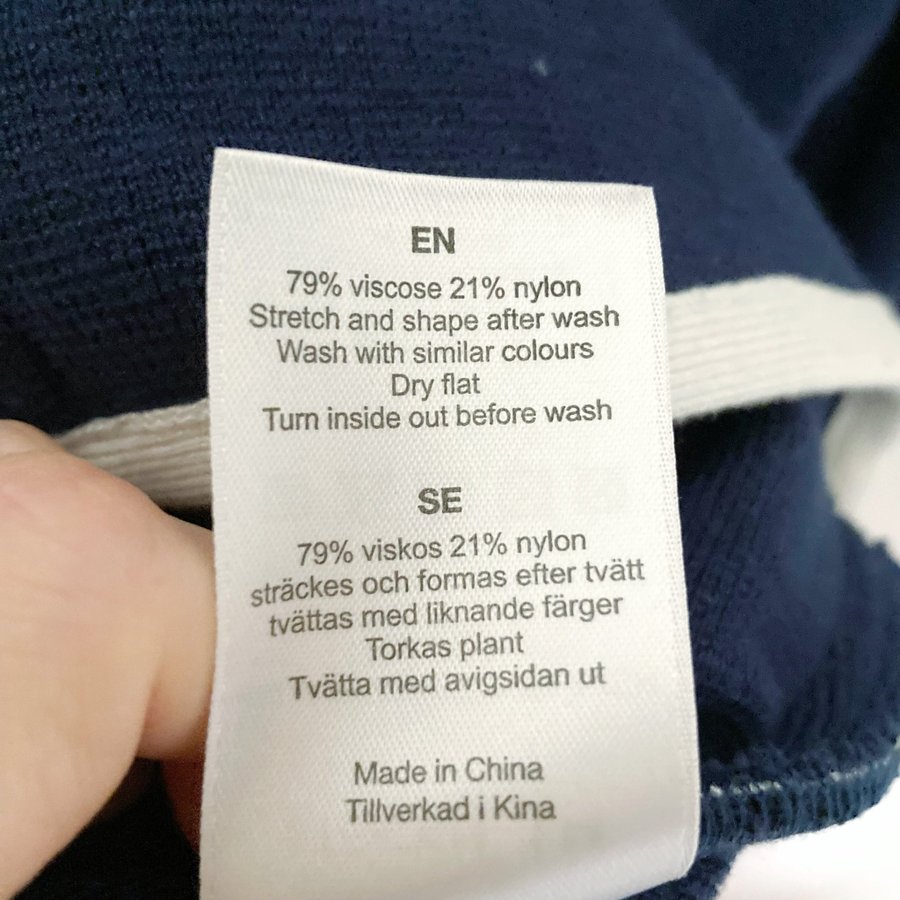 EN
79% viscose 21% nylon
Stretch and shape after wash
Wash with similar colours
Dry flat
Turn inside out before wash
SE
79% viskos 21% nylon
sträckes och formas efter tvätt
tvättas med liknande färger
Torkas plant
Tvätta med avigsidan ut
Made in China
Tillverkad i Kina